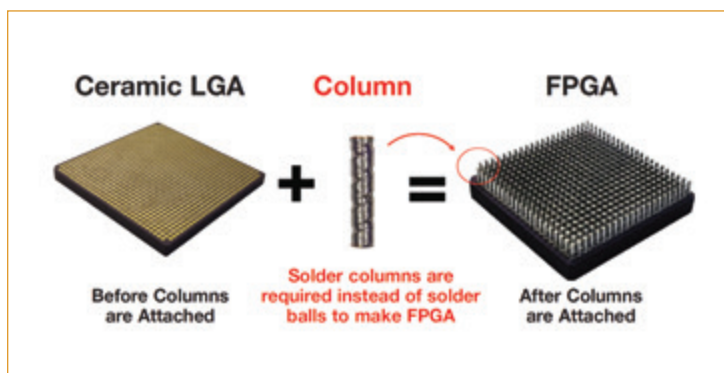 Ceramic LGA
Column
FPGA
+
=
Before Columns
are Attached
Solder columns are
required instead of solder
balls to make FPGA
After Columns
are Attached